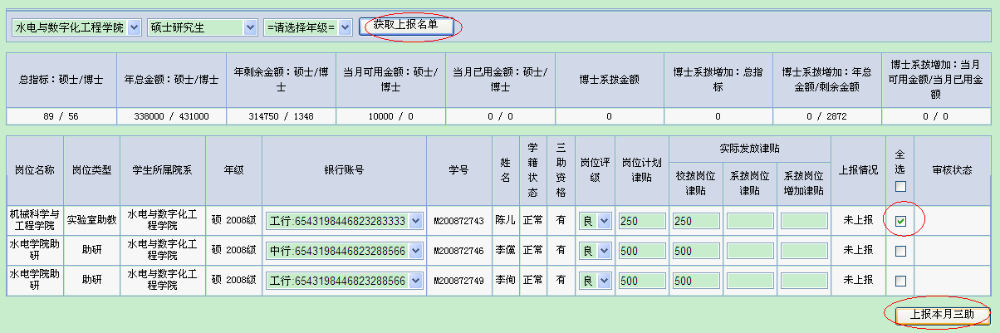 水电与数字化工程学院 硕士研究生 =请选择年级= 获取上报名单
总指标：硕士/博士 年总金额：硕士/博士 年剩余金额：硕士/博士 当月可用金额：硕士/博士 当月已用金额：硕士/博士 博士系拨金额 博士系拨增加：总指标 博士系拨增加：年总金额/剩余金额 博士系拨增加：当月可用金额/当月已用金额
89 / 56 338000 / 431000 314750 / 1348 10000 / 0 0 / 0 0 0 0 / 2872 0 / 0
岗位名称 岗位类型 学生所属院系 年级 银行账号 学号 姓名 学籍状态 三助资格 岗位评级 岗位计划津贴 实际发放津贴 上报情况 全选 审核状态
校拨岗位津贴 系拨岗位津贴 系拨岗位增加津贴
机械科学与工程学院 实验室助教 水电与数字化工程学院 硕 2008级 工行:6543198446823283333 M200872743 陈儿 正常 有 良 250 250 未上报
水电学院助研 助研 水电与数字化工程学院 硕 2008级 中行:6543198446823288566 M200872746 李傥 正常 有 良 500 500 未上报
水电学院助研 助研 水电与数字化工程学院 硕 2008级 工行:6543198446823288566 M200872749 李侚 正常 有 良 500 500 未上报
上报本月三助